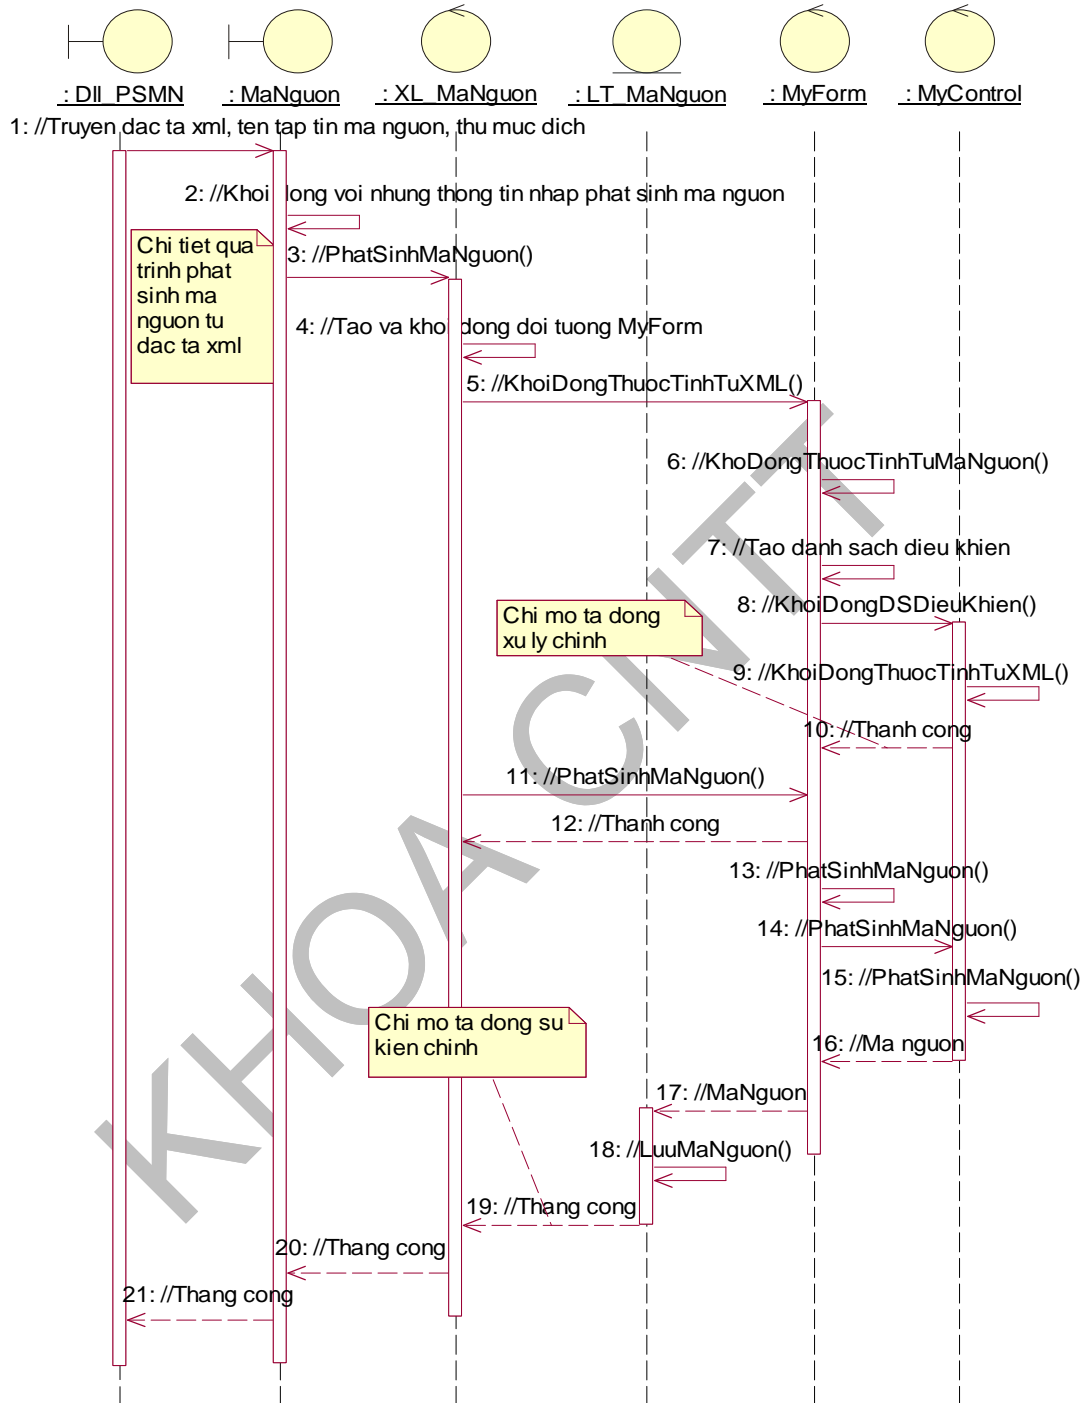 : Dll_PSMN
: MaNguon
: XL_MaNguon
: LT_MaNguon
: MyForm
: MyControl
1: //Truyen dac ta xml, ten tap tin ma nguon, thu muc dich
2: //Khoi dong voi nhung thong tin nhap phat sinh ma nguon
Chi tiet qua
trinh phat
sinh ma
nguon tu
dac ta xml
3: //PhatSinhMaNguon()
4: //Tao va khoi dong doi tuong MyForm
5: //KhoiDongThuocTinhTuXML()
6: //KhoDongThuocTinhTuMaNguon()
7: //Tao danh sach dieu khien
8: //KhoiDongDSDieuKhien()
Chi mo ta dong
xu ly chinh
9: //KhoiDongThuocTinhTuXML()
10: //Thanh cong
11: //PhatSinhMaNguon()
12: //Thanh cong
13: //PhatSinhMaNguon()
14: //PhatSinhMaNguon()
15: //PhatSinhMaNguon()
Chi mo ta dong su
kien chinh
16: //Ma nguon
17: //MaNguon
18: //LuuMaNguon()
19: //Thang cong
20: //Thang cong
21: //Thang cong
KHOA CNTT